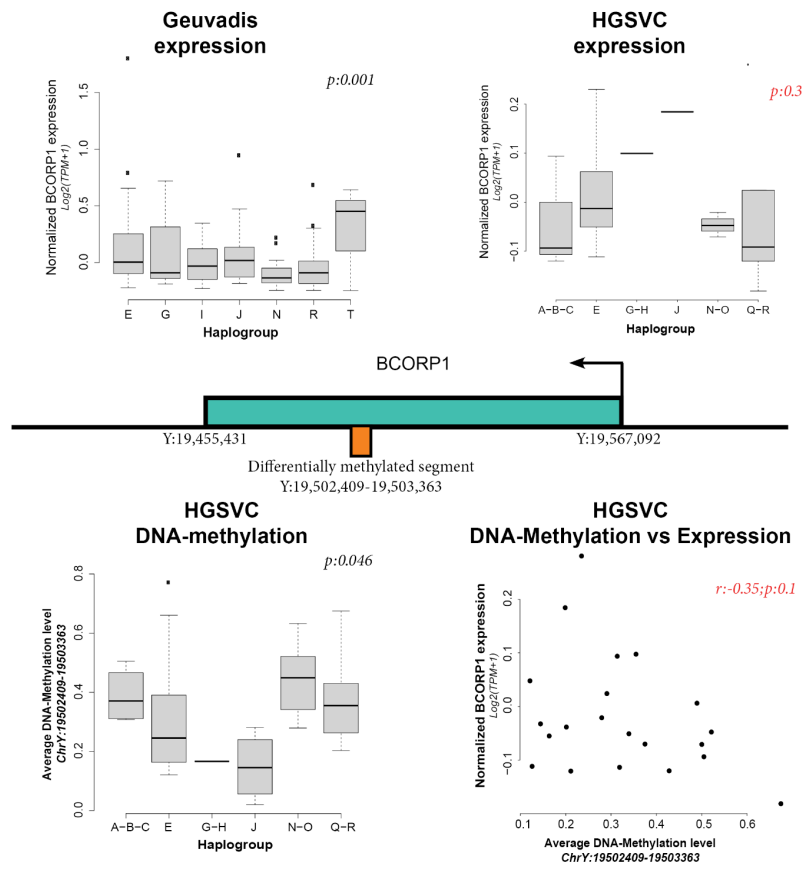 Geuvadis
expression
p:0.001
Normalized BCORP1 expression
Log2(TPM+1)
1.5
1.0
0.5
0.0
E G I J N R T
Haplogroup
HGSVC
expression
p:0.3
Normalized BCORP1 expression
Log2(TPM+1)
0.2
0.1
0.0
−0.1
A−B−C E G−H J N−O Q−R
Haplogroup
BCORP1
Y:19,455,431
Y:19,567,092
Differentially methylated segment
Y:19,502,409-19,503,363
HGSVC
DNA-methylation
p:0.046
Average DNA-Methylation level
ChrY:19502409-19503363
0.8
0.6
0.4
0.2
0.0
A−B−C E G−H J N−O Q−R
Haplogroup
HGSVC
DNA-Methylation vs Expression
r:-0.35;p:0.1
Normalized BCORP1 expression
Log2(TPM+1)
0.2
0.1
0.0
−0.1
0.1 0.2 0.3 0.4 0.5 0.6
Average DNA-Methylation level
ChrY:19502409-19503363